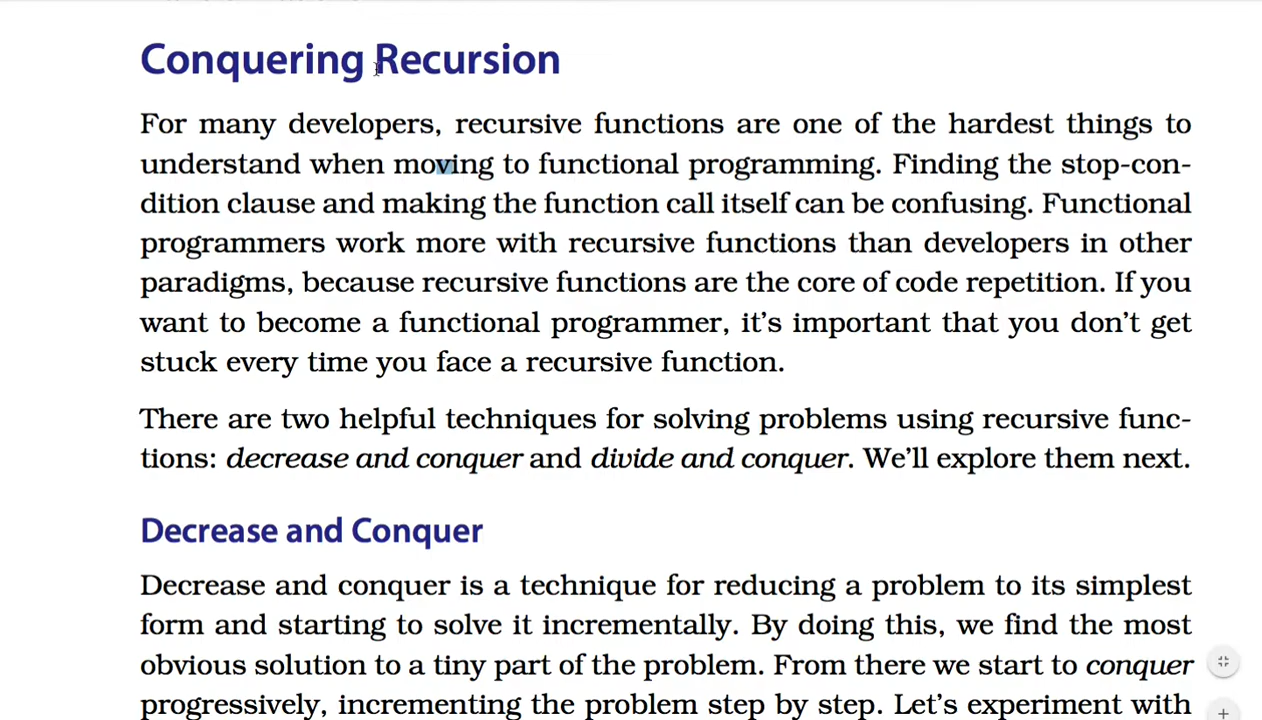 Conquering Recursion
For many developers, recursive functions are one of the hardest things to
understand when moving to functional programming. Finding the stop-con-
dition clause and making the function call itself can be confusing. Functional
programmers work more with recursive functions than developers in other
paradigms, because recursive functions are the core of code repetition. If you
want to become a functional programmer, it's important that you don't get
stuck every time you face a recursive function.
There are two helpful techniques for solving problems using recursive func-
tions: decrease and conquer and divide and conquer. We'll explore them next.
Decrease and Conquer
Decrease and conquer is a technique for reducing a problem to its simplest
form and starting to solve it incrementally. By doing this, we find the most
obvious solution to a tiny part of the problem. From there we start to conquer
progressively, incrementing the problem step by step. Let's experiment with